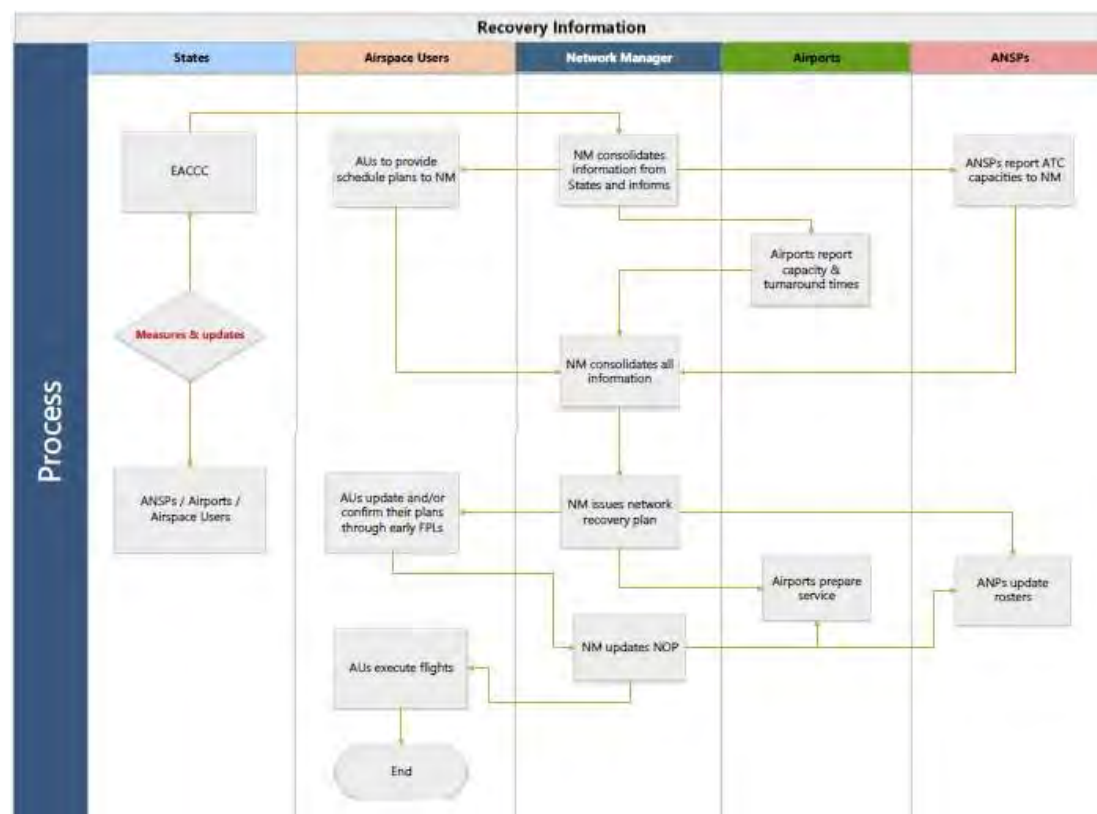 Recovery Information
States
Airspace Users
Network Manager
Airports
ANSPs
Process
EACCC
AUs to provide
schedule plans to NM
NM consolidates
information from
States and informs
ANSPs report ATC
capacities to NM
Airports report
capacity &
turnaround times
Measures & updates
NM consolidates all
information
ANSPs / Airports /
Airspace Users
AUs update and/or
confirm their plans
through early FPLs
NM issues network
recovery plan
Airports prepare
service
ANPs update
rosters
AUs execute flights
NM updates NOP
End